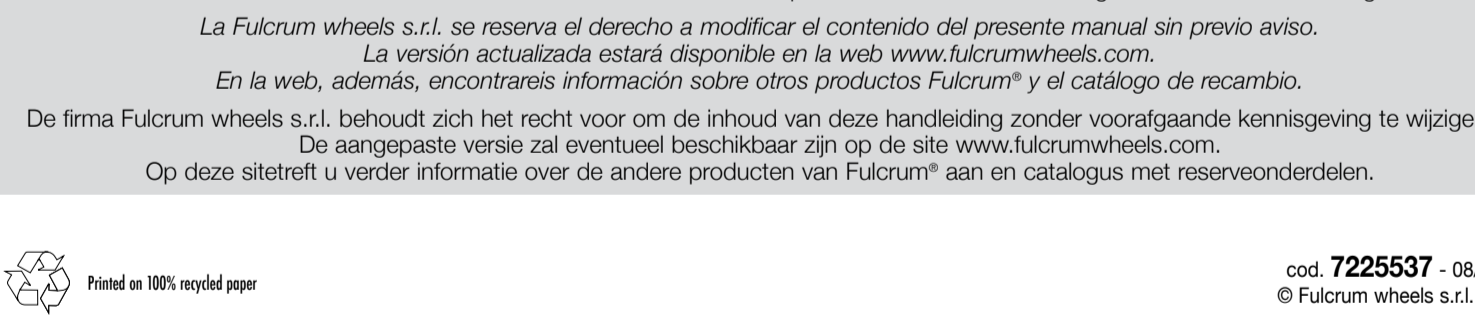 La Fulcrum wheels s.r.l. se reserva el derecho a modificar el contenido del presente manual sin previo aviso.
La versión actualizada estará disponible en la web www.fulcrumwheels.com.
En la web, además, encontrareis información sobre otros productos Fulcrum® y el catálogo de recambio.
De firma Fulcrum wheels s.r.l. behoudt zich het recht voor om de inhoud van deze handleiding zonder voorafgaande kennisgeving te wijzige
De aangepaste versie zal eventueel beschikbaar zijn op de site www.fulcrumwheels.com.
Op deze sitetreft u verder informatie over de andere producten van Fulcrum® aan en catalogus met reserveonderdelen.
Printed on 100% recycled paper
cod. 7225537 - 08
© Fulcrum wheels s.r.l.